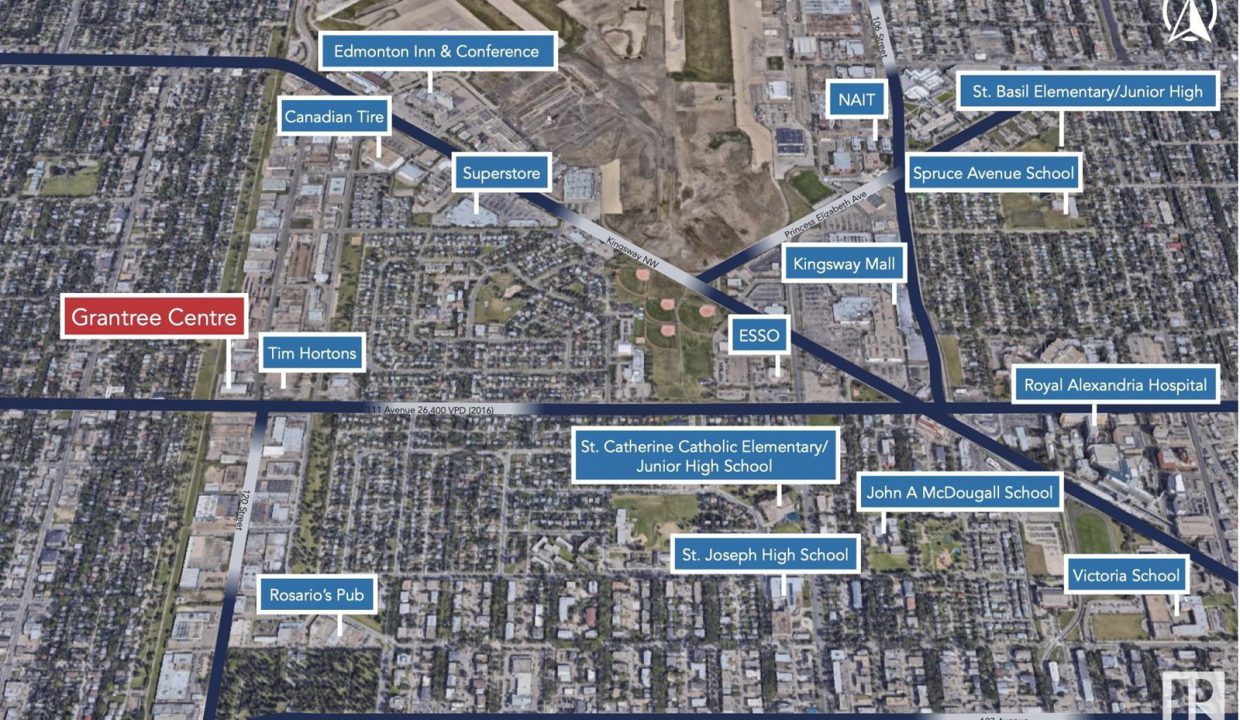 106 Street
Edmonton Inn & Conference
Canadian Tire
NAIT
St. Basil Elementary/Junior High
Superstore
Spruce Avenue School
Princess Elizabeth Ave
Kingsway NW
Kingsway Mall
Grantree Centre
Tim Hortons
ESSO
Royal Alexandria Hospital
111 Avenue 26,400 VPD (2016)
St. Catherine Catholic Elementary/
Junior High School
John A McDougall School
120 Street
St. Joseph High School
Victoria School
Rosario's Pub